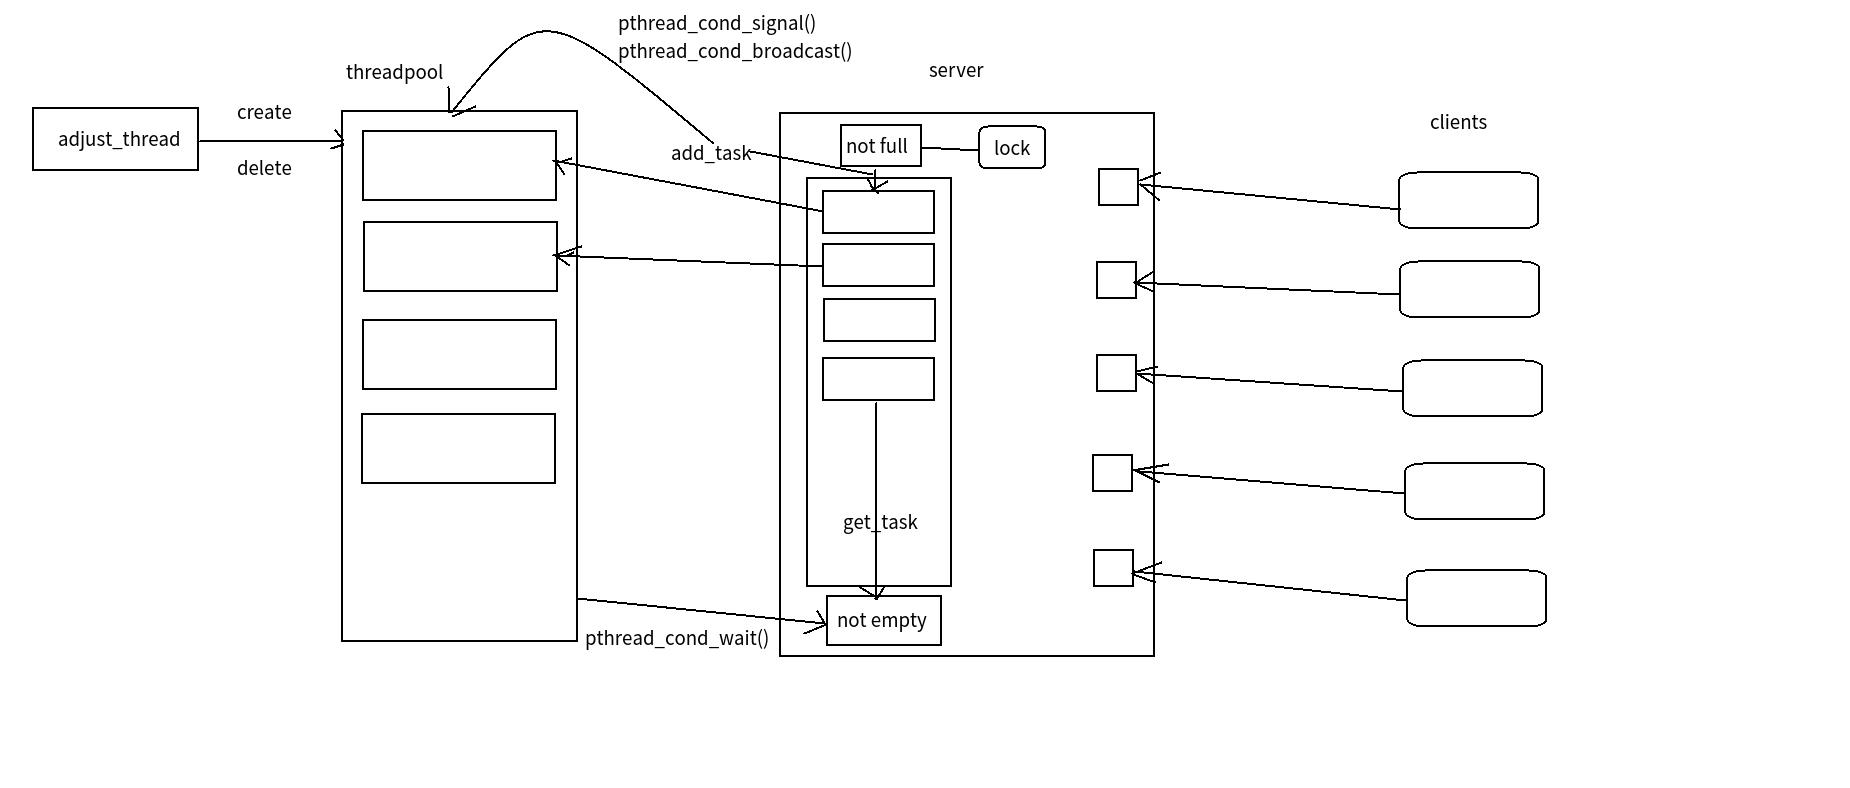 pthread_cond_signal()
pthread_cond_broadcast()
threadpool
server
create
clients
adjust_thread
not full
lock
add_task
delete
get_task
not empty
pthread_cond_wait()